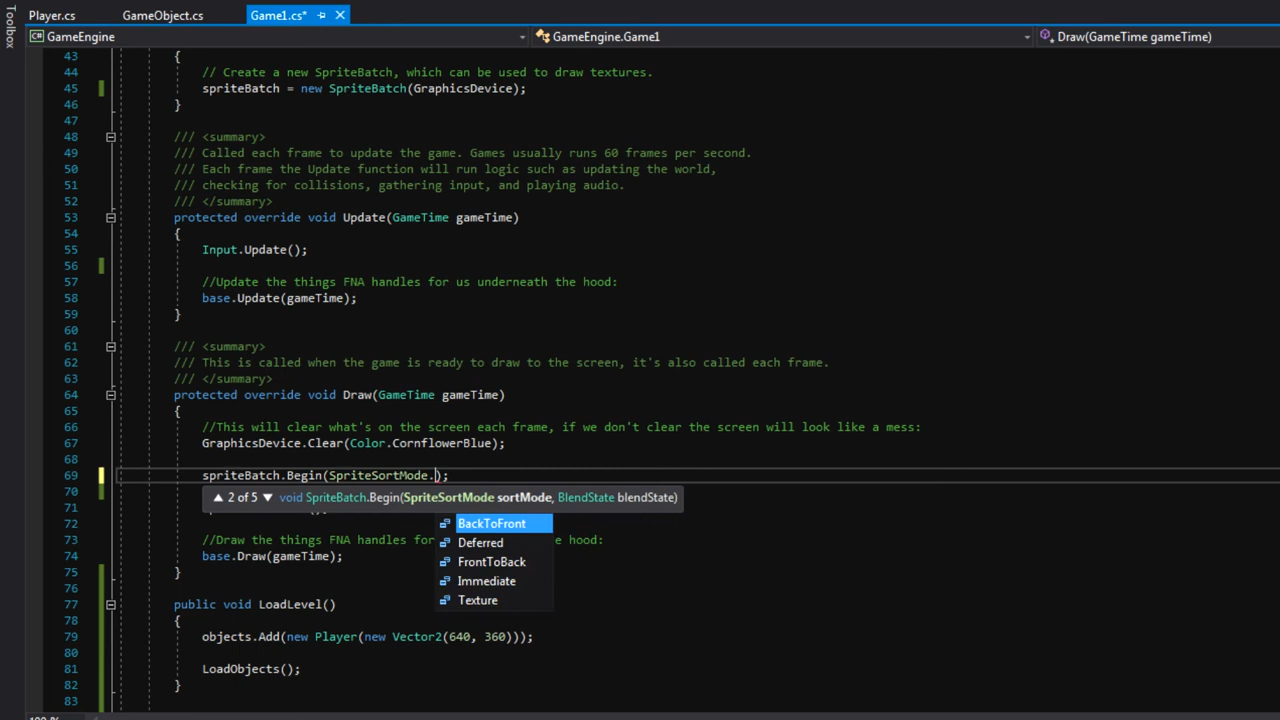 Toolbox
Player.cs GameObject.cs Game1.cs*
GameEngine GameEngine.Game1 Draw(GameTime gameTime)
43 {
44 // Create a new SpriteBatch, which can be used to draw textures.
45 spriteBatch = new SpriteBatch(GraphicsDevice);
46 }
47
48 /// <summary>
49 /// Called each frame to update the game. Games usually runs 60 frames per second.
50 /// Each frame the Update function will run logic such as updating the world,
51 /// checking for collisions, gathering input, and playing audio.
52 /// </summary>
53 protected override void Update(GameTime gameTime)
54 {
55 Input.Update();
56
57 //Update the things FNA handles for us underneath the hood:
58 base.Update(gameTime);
59 }
60
61 /// <summary>
62 /// This is called when the game is ready to draw to the screen, it's also called each frame.
63 /// </summary>
64 protected override void Draw(GameTime gameTime)
65 {
66 //This will clear what's on the screen each frame, if we don't clear the screen will look like a mess:
67 GraphicsDevice.Clear(Color.CornflowerBlue);
68
69 spriteBatch.Begin(SpriteSortMode.);
70 ▲ 2 of 5 ▼ void SpriteBatch.Begin(SpriteSortMode sortMode, BlendState blendState)
71
72 BackToFront
73 //Draw the things FNA handles for Deferred hood:
74 base.Draw(gameTime); FrontToBack
75 } Immediate
76 Texture
77 public void LoadLevel()
78 {
79 objects.Add(new Player(new Vector2(640, 360)));
80
81 LoadObjects();
82 }
83